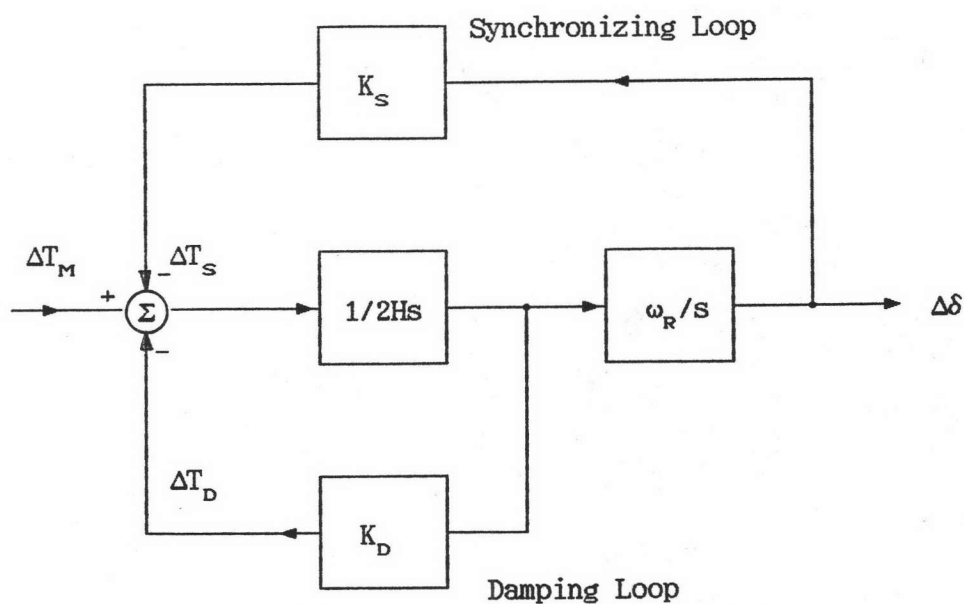 Synchronizing Loop
K_S
ΔT_M
+
-
ΔT_S
Σ
-
1/2Hs
ω_R/s
Δδ
ΔT_D
K_D
Damping Loop